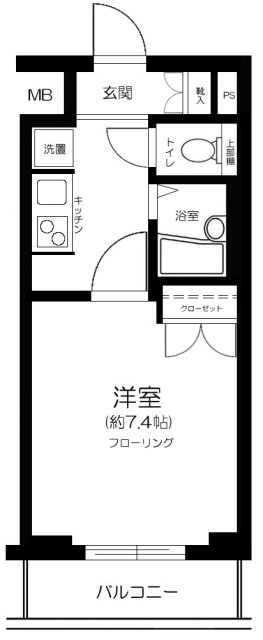 MB
玄関
靴入
PS
洗置
トイレ
上部棚
キッチン
浴室
クローゼット
洋室
(約7.4帖)
フローリング
バルコニー